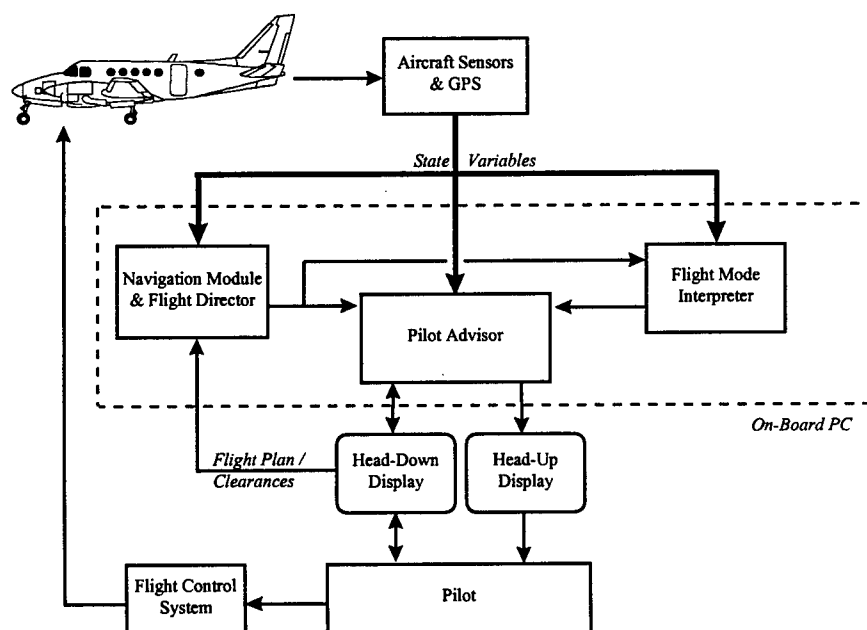 Aircraft Sensors
& GPS
State Variables
Navigation Module
& Flight Director
Flight Mode
Interpreter
Pilot Advisor
On-Board PC
Flight Plan /
Clearances
Head-Down
Display
Head-Up
Display
Flight Control
System
Pilot